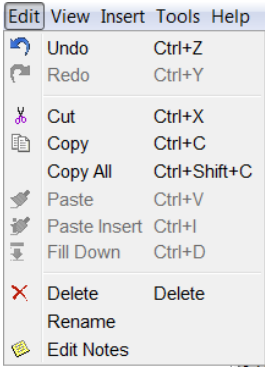 Edit View Insert Tools Help
Undo Ctrl+Z
Redo Ctrl+Y
Cut Ctrl+X
Copy Ctrl+C
Copy All Ctrl+Shift+C
Paste Ctrl+V
Paste Insert Ctrl+I
Fill Down Ctrl+D
Delete Delete
Rename
Edit Notes